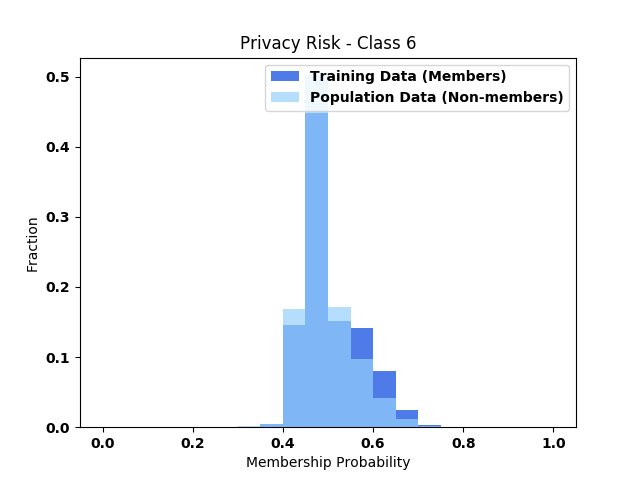 Privacy Risk - Class 6
Training Data (Members)
Population Data (Non-members)
Fraction
0.5
0.4
0.3
0.2
0.1
0.0
0.0 0.2 0.4 0.6 0.8 1.0
Membership Probability